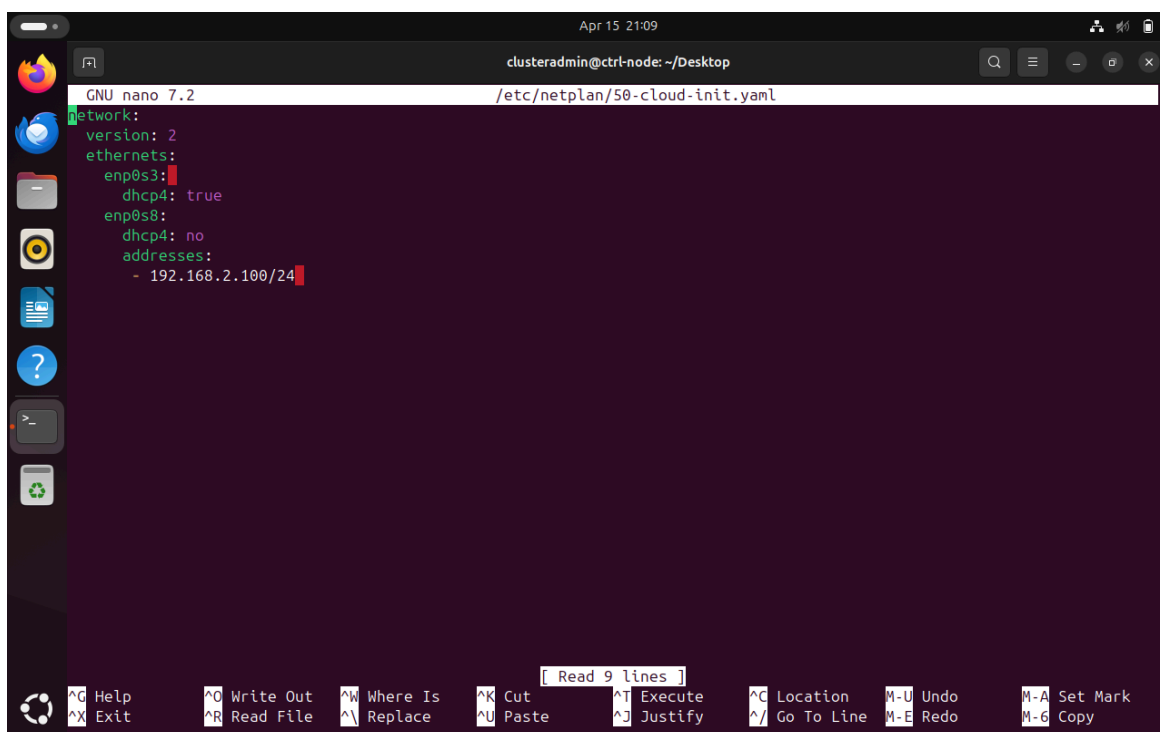 Apr 15 21:09
clusteradmin@ctrl-node: ~/Desktop
GNU nano 7.2 /etc/netplan/50-cloud-init.yaml
network:
  version: 2
  ethernets:
    enp0s3:
      dhcp4: true
    enp0s8:
      dhcp4: no
      addresses:
       - 192.168.2.100/24
[ Read 9 lines ]
^G Help ^O Write Out ^W Where Is ^K Cut ^T Execute ^C Location M-U Undo M-A Set Mark
^X Exit ^R Read File ^\ Replace ^U Paste ^J Justify ^/ Go To Line M-E Redo M-6 Copy